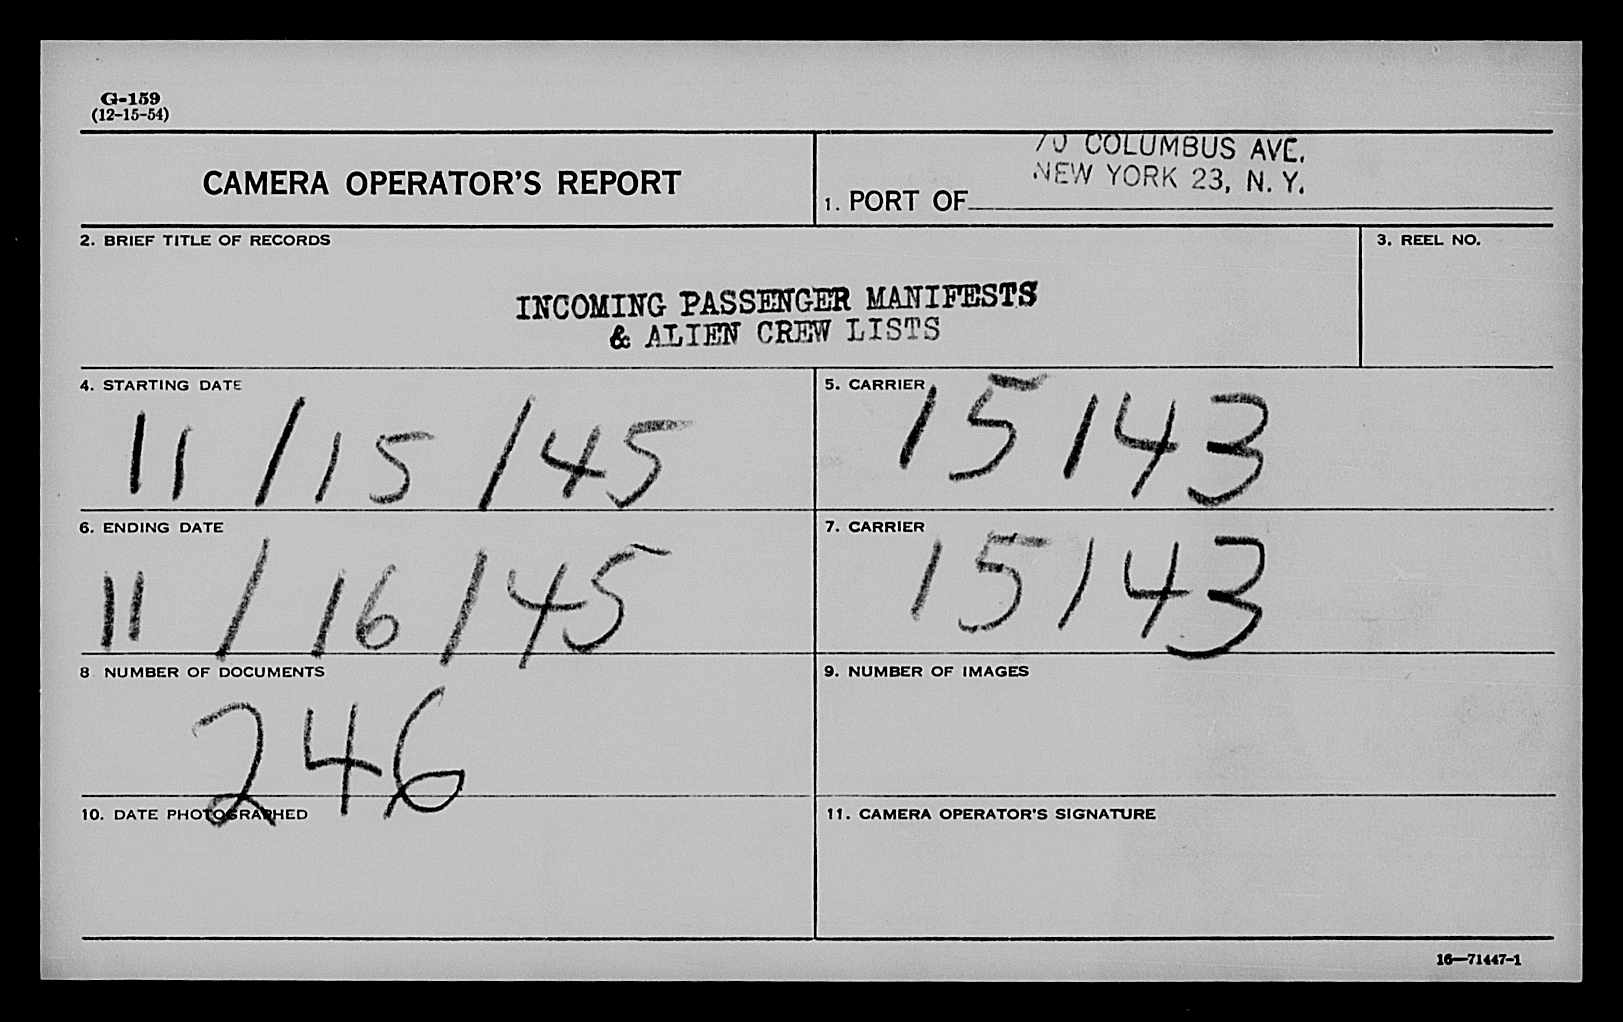 G-159
(12-15-54)
CAMERA OPERATOR'S REPORT
70 COLUMBUS AVE.
NEW YORK 23, N. Y.
1. PORT OF
2. BRIEF TITLE OF RECORDS
3. REEL NO.
INCOMING PASSENGER MANIFESTS
& ALIEN CREW LISTS
4. STARTING DATE
11/15/45
5. CARRIER
15143
6. ENDING DATE
11/16/45
7. CARRIER
15143
8 NUMBER OF DOCUMENTS
246
9. NUMBER OF IMAGES
10. DATE PHOTOGRAPHED
11. CAMERA OPERATOR'S SIGNATURE
16—71447-1